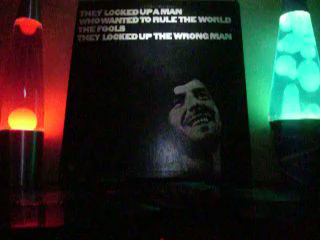 THEY LOCKED UP A MAN
WHO WANTED TO RULE THE WORLD
THE FOOLS
THEY LOCKED UP THE WRONG MAN